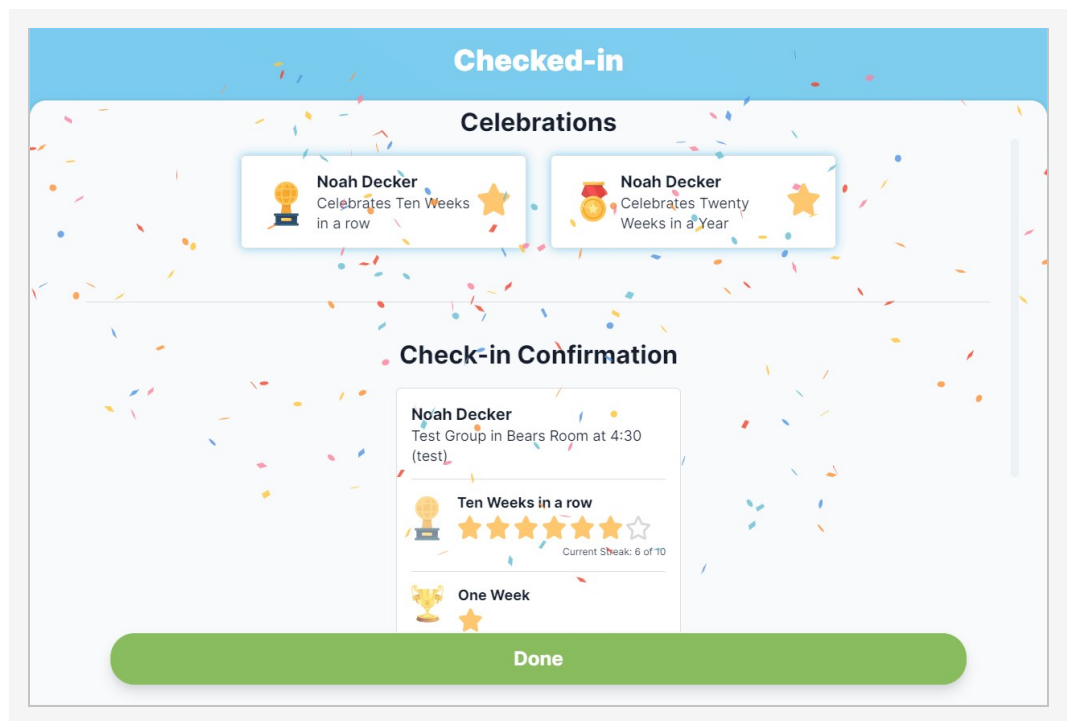 Checked-in
Celebrations
Noah Decker
Celebrates Ten Weeks
in a row
Noah Decker
Celebrates Twenty
Weeks in a Year
Check-in Confirmation
Noah Decker
Test Group in Bears Room at 4:30
(test)
Ten Weeks in a row
Current Streak: 6 of 10
One Week
Done